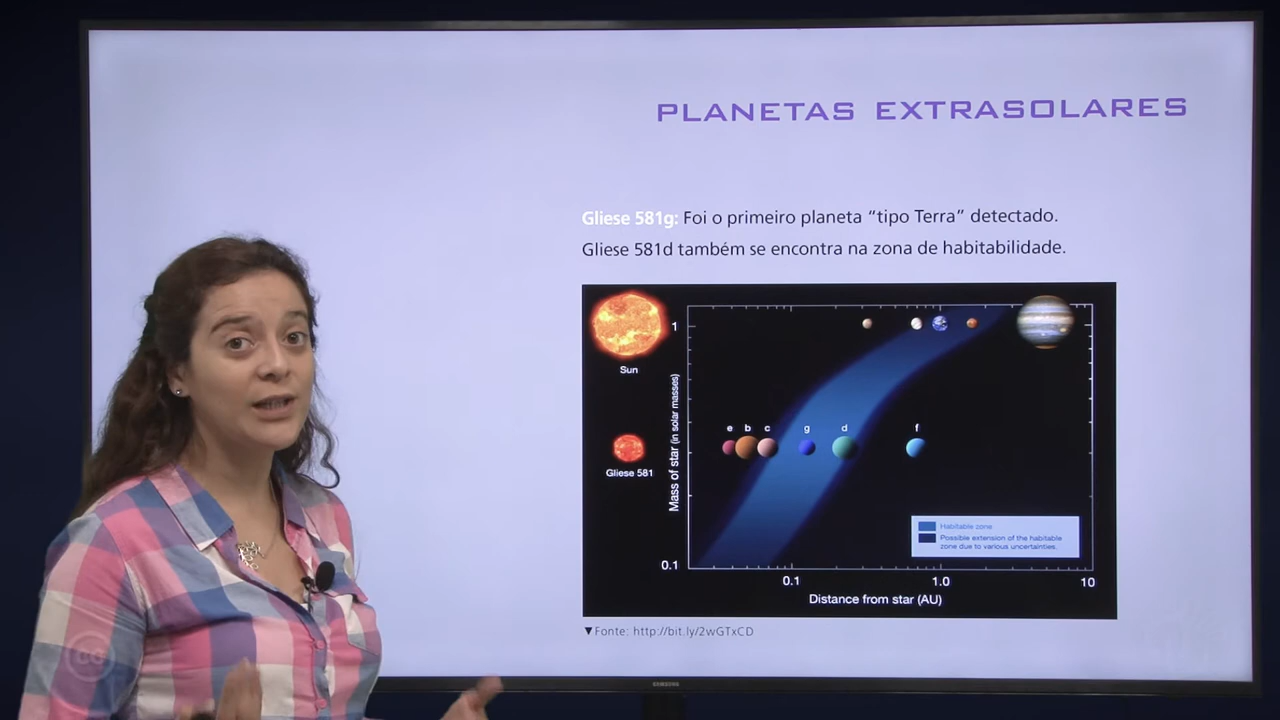 PLANETAS EXTRASOLARES
Gliese 581g: Foi o primeiro planeta “tipo Terra” detectado.
Gliese 581d também se encontra na zona de habitabilidade.
Sun
Gliese 581
Mass of star (in solar masses)
1
0.1
e b c g d f
Habitable zone
Possible extension of the habitable
zone due to various uncertainties.
0.1 1.0 10
Distance from star (AU)
▼Fonte: http://bit.ly/2wGTxCD
SAMSUNG
cc